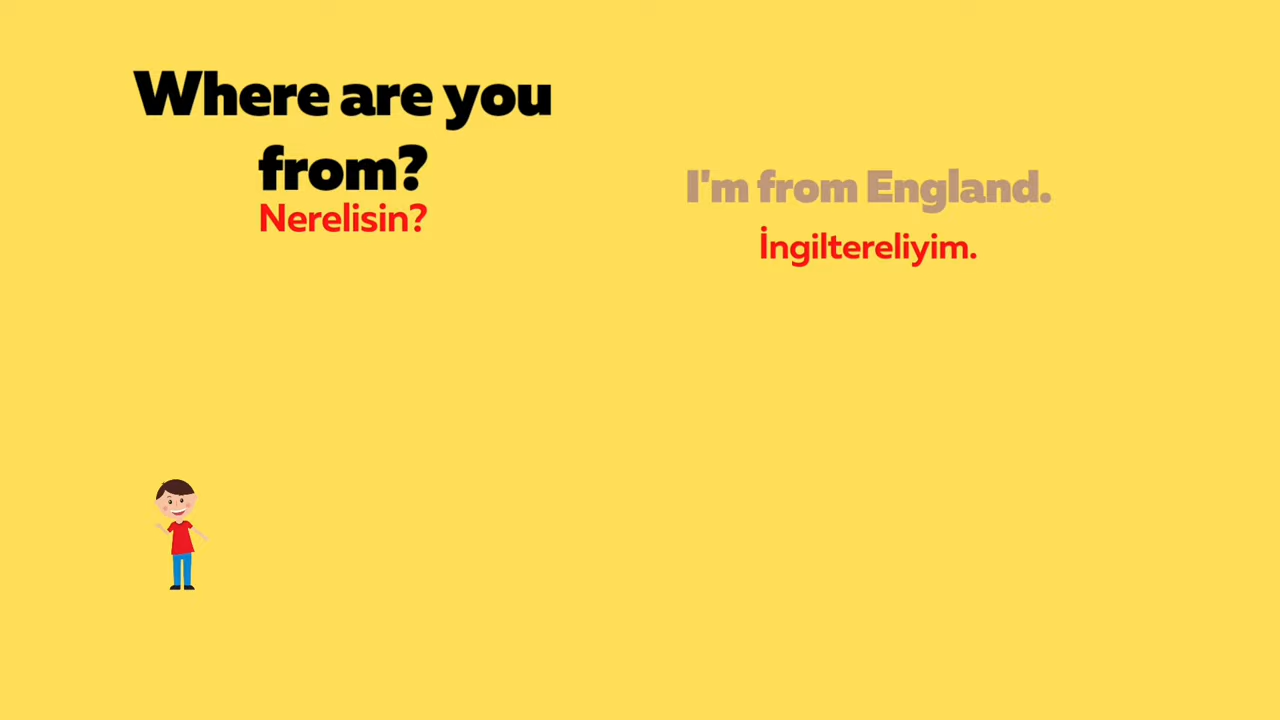 Where are you
from?
Nerelisin?
I'm from England.
İngiltereliyim.